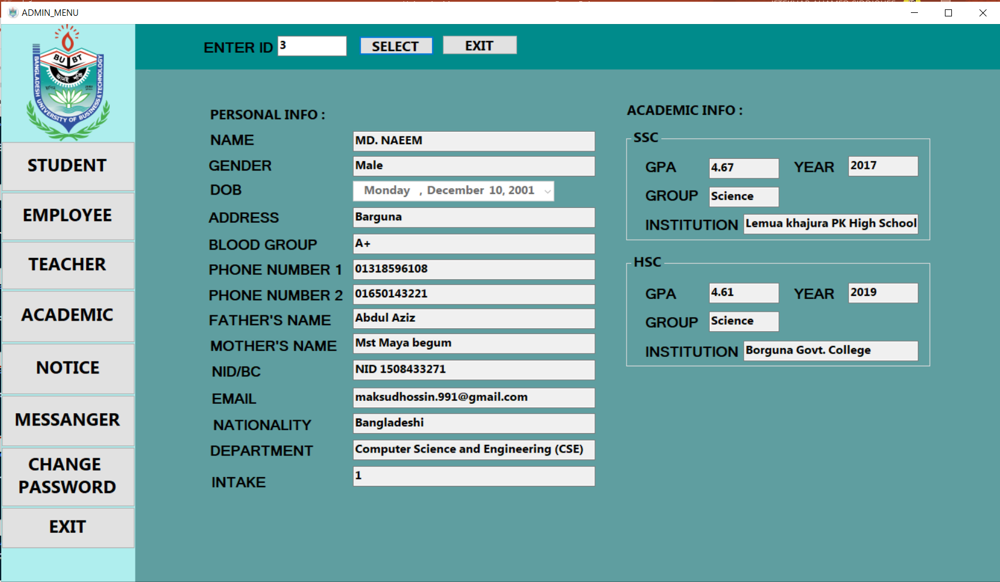 ADMIN_MENU
BU BT
BANGLADESH UNIVERSITY OF BUSINESS & TECHNOLOGY
ENTER ID 3 SELECT EXIT
STUDENT
EMPLOYEE
TEACHER
ACADEMIC
NOTICE
MESSANGER
CHANGE
PASSWORD
EXIT
PERSONAL INFO :
NAME MD. NAEEM
GENDER Male
DOB Monday , December 10, 2001
ADDRESS Barguna
BLOOD GROUP A+
PHONE NUMBER 1 01318596108
PHONE NUMBER 2 01650143221
FATHER'S NAME Abdul Aziz
MOTHER'S NAME Mst Maya begum
NID/BC NID 1508433271
EMAIL maksudhossin.991@gmail.com
NATIONALITY Bangladeshi
DEPARTMENT Computer Science and Engineering (CSE)
INTAKE 1
ACADEMIC INFO :
SSC
GPA 4.67 YEAR 2017
GROUP Science
INSTITUTION Lemua khajura PK High School
HSC
GPA 4.61 YEAR 2019
GROUP Science
INSTITUTION Borguna Govt. College